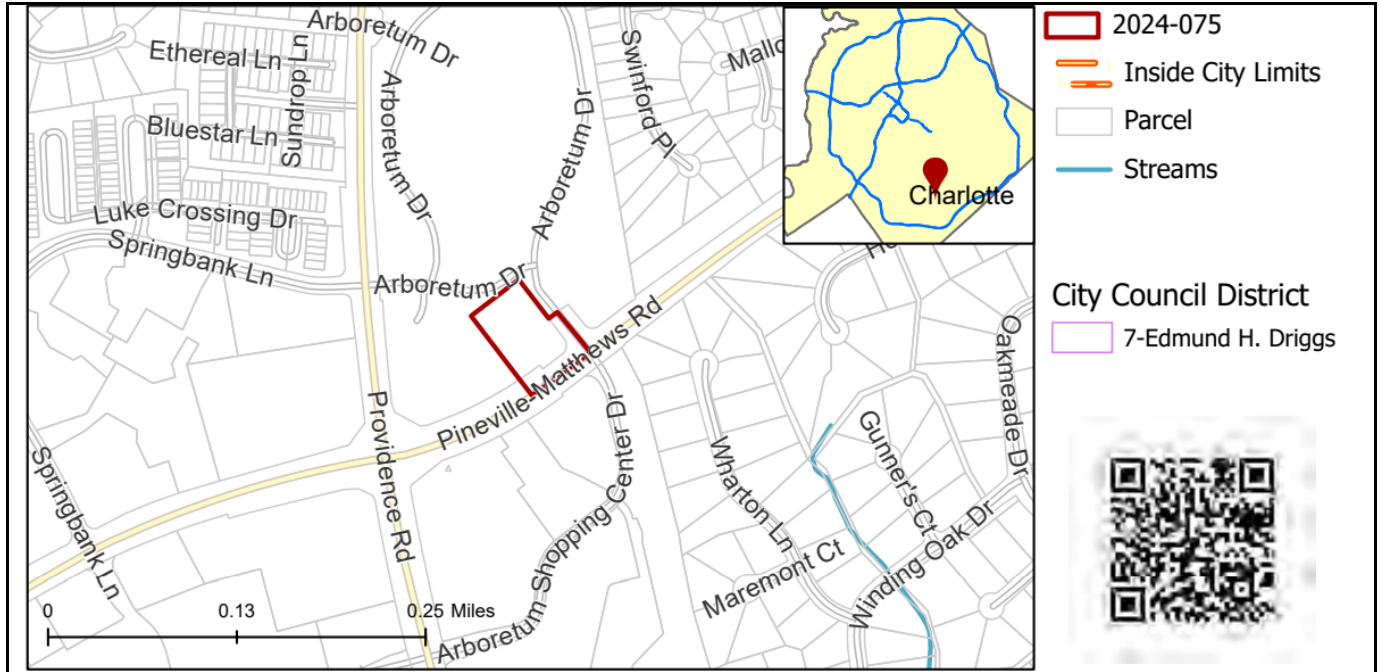 Arboretum Dr
Ethereal Ln
Sundrop Ln
Bluestar Ln
Arboretum Dr
Arboretum Dr
Swinford Pl
Luke Crossing Dr
Springbank Ln
Arboretum Dr
Pineville-Matthews Rd
Providence Rd
Arboretum Shopping Center Dr
Springbank Ln
Wharton Ln
Maremont Ct
Gunner's Ct
Winding Oak Dr
Oakmeade Dr
0 0.13 0.25 Miles
Charlotte
2024-075
Inside City Limits
Parcel
Streams
City Council District
7-Edmund H. Driggs